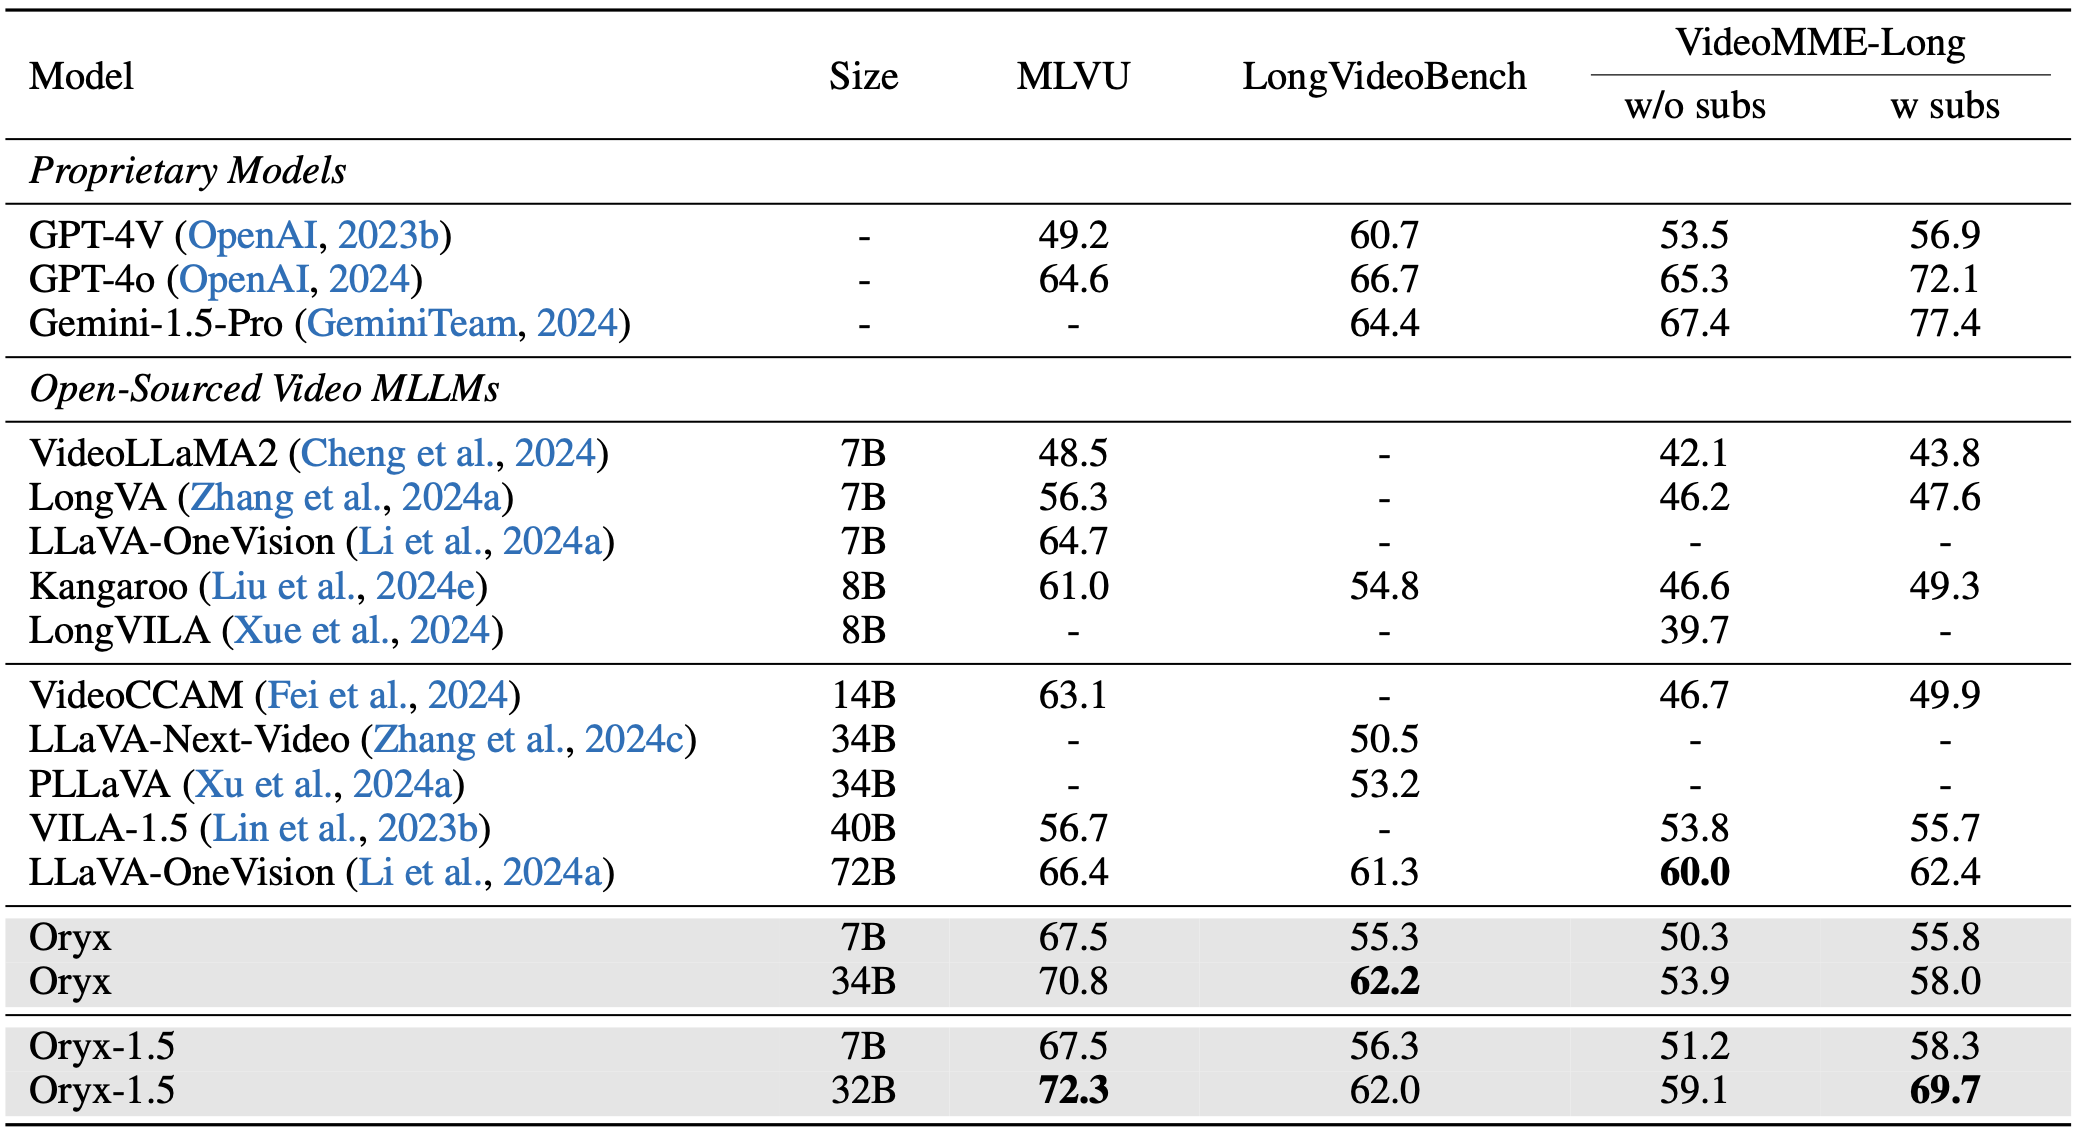 Model Size MLVU LongVideoBench VideoMME-Long
w/o subs w subs
Proprietary Models
GPT-4V (OpenAI, 2023b) - 49.2 60.7 53.5 56.9
GPT-4o (OpenAI, 2024) - 64.6 66.7 65.3 72.1
Gemini-1.5-Pro (GeminiTeam, 2024) - - 64.4 67.4 77.4
Open-Sourced Video MLLMs
VideoLLaMA2 (Cheng et al., 2024) 7B 48.5 - 42.1 43.8
LongVA (Zhang et al., 2024a) 7B 56.3 - 46.2 47.6
LLaVA-OneVision (Li et al., 2024a) 7B 64.7 - - -
Kangaroo (Liu et al., 2024e) 8B 61.0 54.8 46.6 49.3
LongVILA (Xue et al., 2024) 8B - - 39.7 -
VideoCCAM (Fei et al., 2024) 14B 63.1 - 46.7 49.9
LLaVA-Next-Video (Zhang et al., 2024c) 34B - 50.5 - -
PLLaVA (Xu et al., 2024a) 34B - 53.2 - -
VILA-1.5 (Lin et al., 2023b) 40B 56.7 - 53.8 55.7
LLaVA-OneVision (Li et al., 2024a) 72B 66.4 61.3 60.0 62.4
Oryx 7B 67.5 55.3 50.3 55.8
Oryx 34B 70.8 62.2 53.9 58.0
Oryx-1.5 7B 67.5 56.3 51.2 58.3
Oryx-1.5 32B 72.3 62.0 59.1 69.7